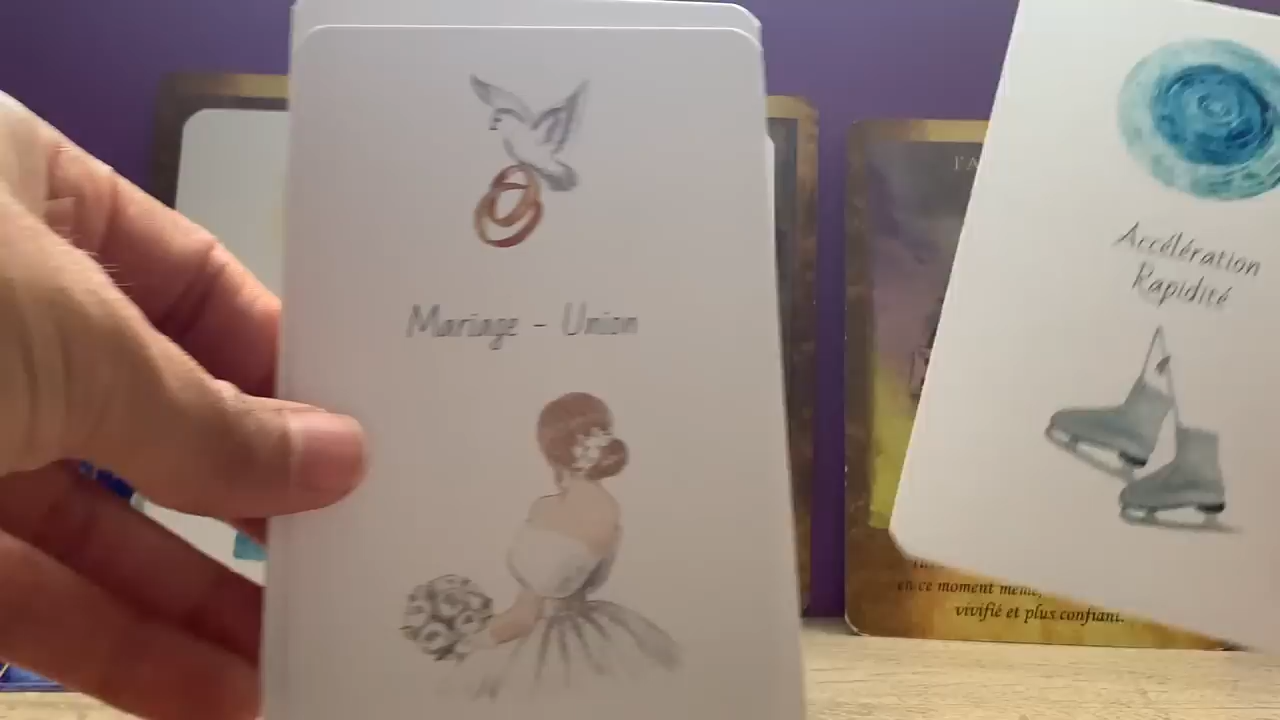 Mariage - Union
Accélération
Rapidité
en ce moment même,
vivifié et plus confiant.